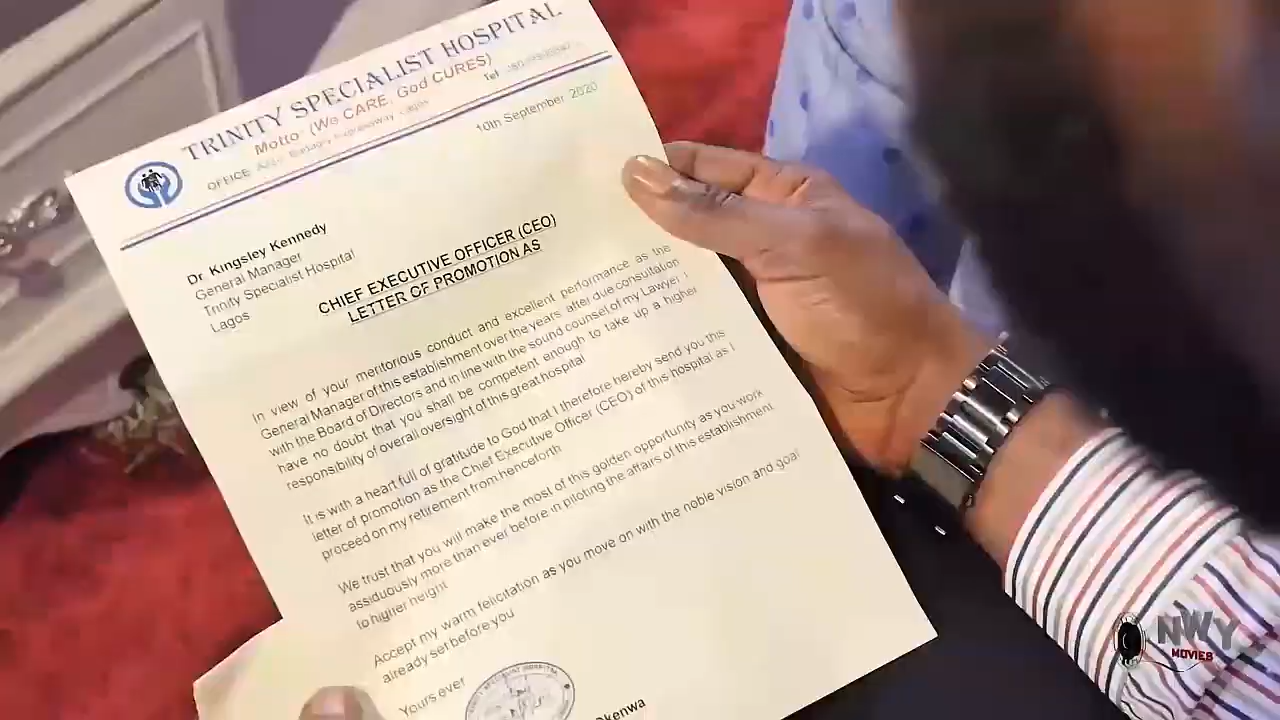 TRINITY SPECIALIST HOSPITAL
Motto: (We CARE, God CURES)
OFFICE: Expressway, Lagos
Tel
10th September 2020
Dr. Kingsley Kennedy
General Manager
Trinity Specialist Hospital
Lagos
CHIEF EXECUTIVE OFFICER (CEO)
LETTER OF PROMOTION AS
In view of your meritorious conduct and excellent performance as the
General Manager of this establishment over the years after due consultation
with the Board of Directors and in line with the sound counsel of my Lawyer I
have no doubt that you shall be competent enough to take up a higher
responsibility of overall oversight of this great hospital
It is with a heart full of gratitude to God that I therefore hereby send you this
letter of promotion as the Chief Executive Officer (CEO) of this hospital as I
proceed on my retirement from henceforth
We trust that you will make the most of this golden opportunity as you work
assiduously more than ever before in piloting the affairs of this establishment
to higher height
Accept my warm felicitation as you move on with the noble vision and goal
already set before you
Yours ever
TRINITY SPECIALIST HOSPITAL
Okenwa
NWY
MOVIES